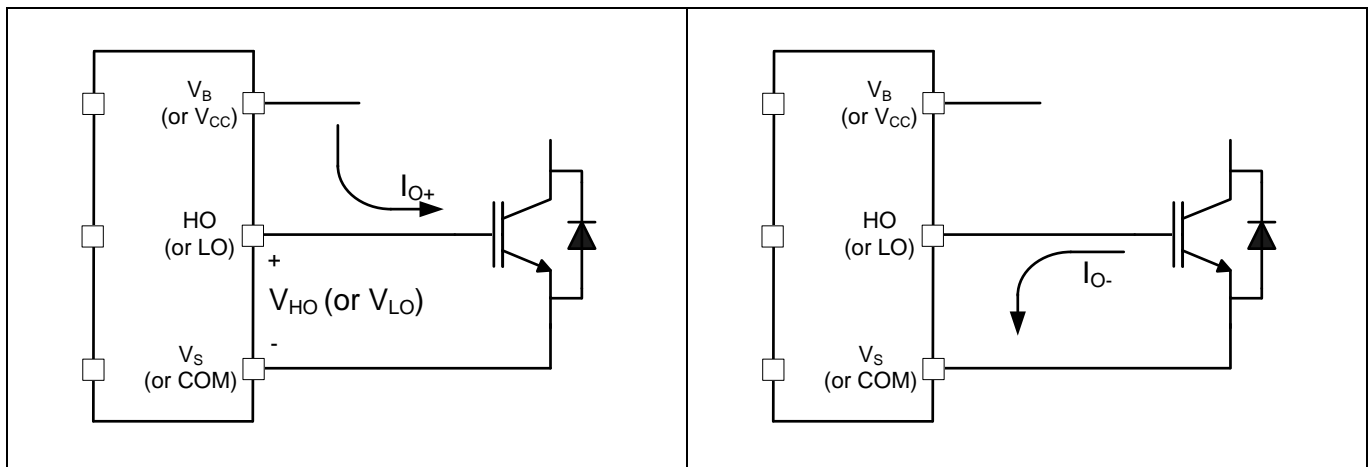 V_B
(or V_CC)
I_O+
HO
(or LO)
+
V_HO (or V_LO)
-
V_S
(or COM)
V_B
(or V_CC)
HO
(or LO)
I_O-
V_S
(or COM)